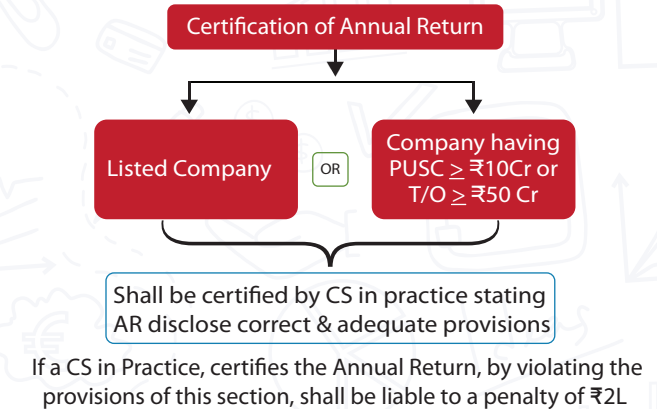 Certification of Annual Return
Listed Company
OR
Company having
PUSC ≥ ₹10Cr or
T/O ≥ ₹50 Cr
Shall be certified by CS in practice stating
AR disclose correct & adequate provisions
If a CS in Practice, certifies the Annual Return, by violating the
provisions of this section, shall be liable to a penalty of ₹2L